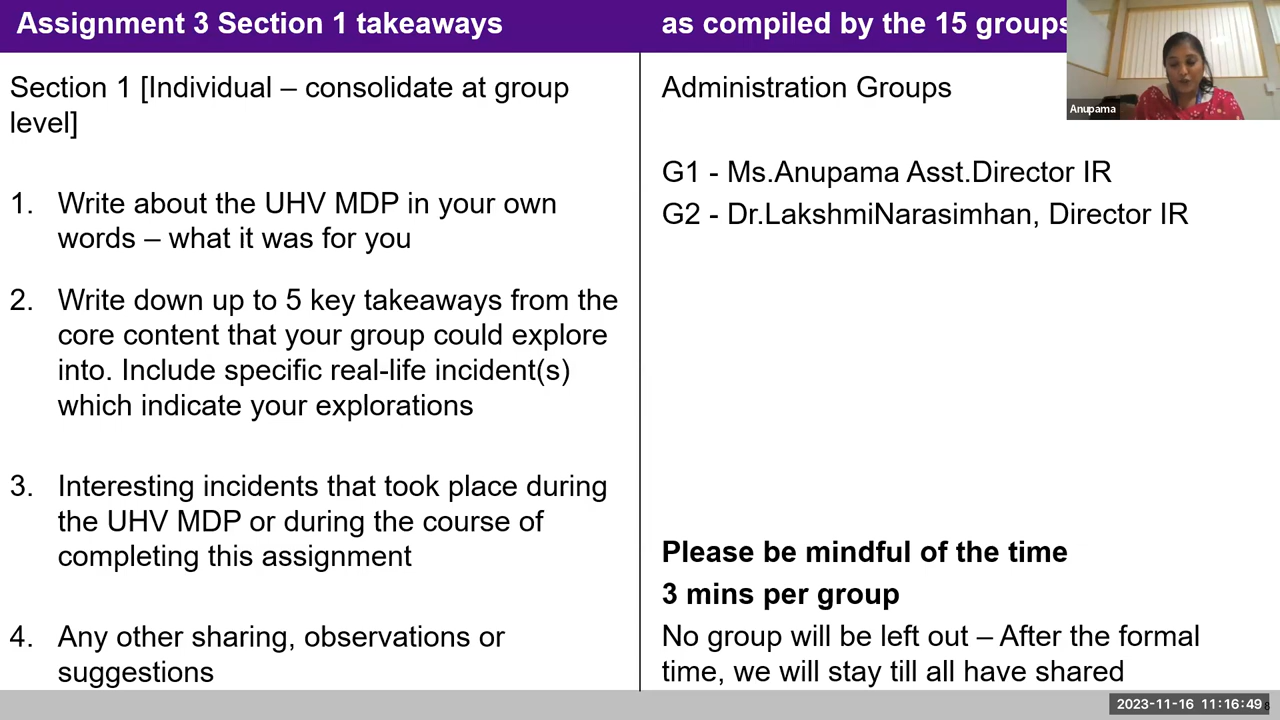 Assignment 3 Section 1 takeaways
as compiled by the 15 groups
Section 1 [Individual – consolidate at group
level]
1. Write about the UHV MDP in your own
words – what it was for you
2. Write down up to 5 key takeaways from the
core content that your group could explore
into. Include specific real-life incident(s)
which indicate your explorations
3. Interesting incidents that took place during
the UHV MDP or during the course of
completing this assignment
4. Any other sharing, observations or
suggestions
Administration Groups
G1 - Ms.Anupama Asst.Director IR
G2 - Dr.LakshmiNarasimhan, Director IR
Please be mindful of the time
3 mins per group
No group will be left out – After the formal
time, we will stay till all have shared
Anupama
2023-11-16 11:16:49
8